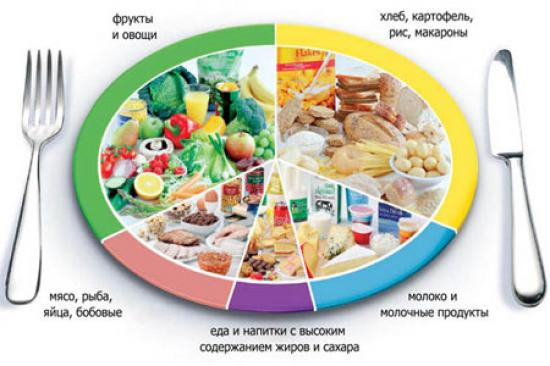 фрукты
и овощи
хлеб, картофель,
рис, макароны
Flakes
мясо, рыба,
яйца, бобовые
молоко и
молочные продукты
еда и напитки с высоким
содержанием жиров и сахара